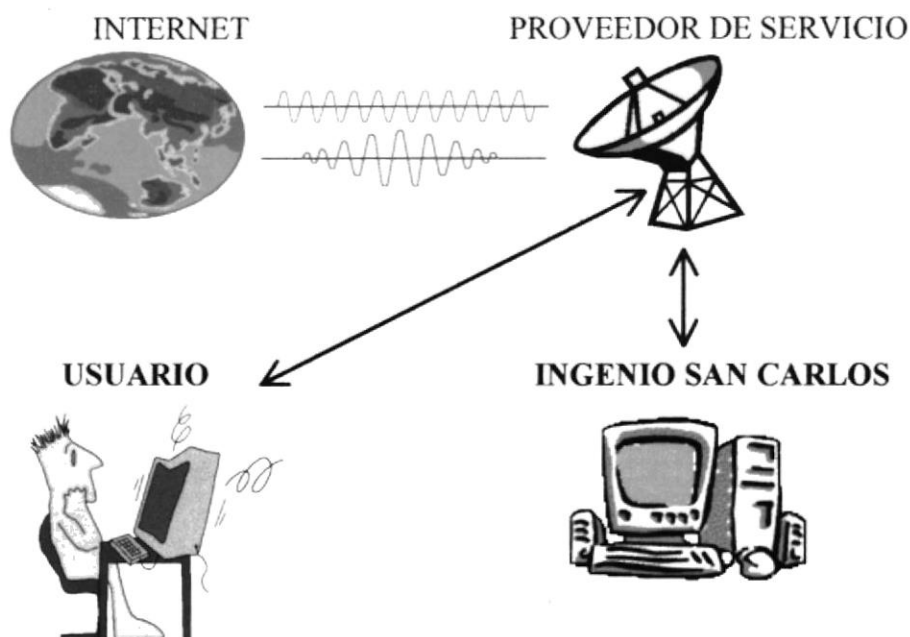 INTERNET
PROVEEDOR DE SERVICIO
USUARIO
INGENIO SAN CARLOS